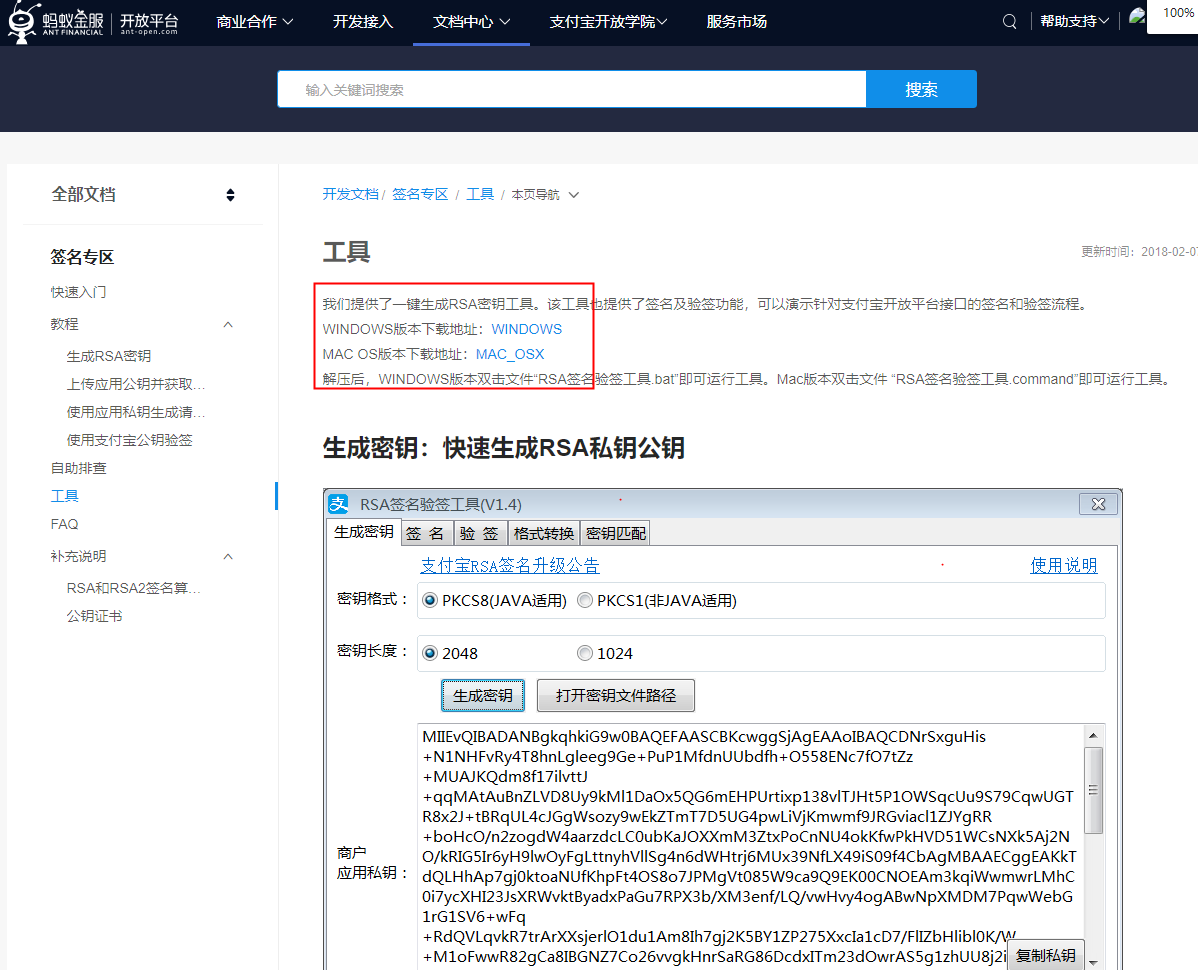 蚂蚁金服 开放平台
ANT FINANCIAL ant-open.com
商业合作 开发接入 文档中心 支付宝开放学院 服务市场 帮助支持 100%
输入关键词搜索 搜索
全部文档
签名专区
快速入门
教程
生成RSA密钥
上传应用公钥并获取...
使用应用私钥生成请...
使用支付宝公钥验签
自助排查
工具
FAQ
补充说明
RSA和RSA2签名算...
公钥证书
开发文档 / 签名专区 / 工具 / 本页导航
工具
更新时间：2018-02-07
我们提供了一键生成RSA密钥工具。该工具也提供了签名及验签功能，可以演示针对支付宝开放平台接口的签名和验签流程。
WINDOWS版本下载地址：WINDOWS
MAC OS版本下载地址：MAC_OSX
解压后，WINDOWS版本双击文件“RSA签名验签工具.bat”即可运行工具。Mac版本双击文件 “RSA签名验签工具.command”即可运行工具。
生成密钥：快速生成RSA私钥公钥
RSA签名验签工具(V1.4)
生成密钥 签 名 验 签 格式转换 密钥匹配
支付宝RSA签名升级公告 使用说明
密钥格式： PKCS8(JAVA适用) PKCS1(非JAVA适用)
密钥长度： 2048 1024
生成密钥 打开密钥文件路径
商户
应用私钥：
MIIEvQIBADANBgkqhkiG9w0BAQEFAASCBKcwggSjAgEAAoIBAQCDNrSxguHis
+N1NHFvRy4T8hnLgleeg9Ge+PuP1MfdnUUbdfh+O558ENc7fO7tZz
+MUAJKQdm8f17ilvttJ
+qqMAtAuBnZLVD8Uy9kMl1DaOx5QG6mEHPUrtixp138vlTJHt5P1OWSqcUu9S79CqwUGT
R8x2J+tBRqUL4cJGgWsozy9wEkZTmT7D5UG4pwLiVjKmwmf9JRGviacl1ZJYgRR
+boHcO/n2zogdW4aarzdcLC0ubKaJOXXmM3ZtxPoCnNU4okKfwPkHVD51WCsNXk5Aj2N
O/kRIG5Ir6yH9lwOyFgLttnyhVllSg4n6dWHtrj6MUx39NfLX49iS09f4CbAgMBAAECggEAKkT
dQLHhAp7gj0ktoaNUfKhpFt4OS8o7JPMgVt085W9ca9Q9EK00CNOEAm3kqiWwmwrLMhC
0i7ycXHI23JsXRWvktByadxPaGu7RPX3b/XM3enf/LQ/vwHvy4ogABwNpXMDM7PqwWebG
1rG1SV6+wFq
+RdQVLqvkR7trArXXsjerlO1du1Am8Ih7gj2K5BY1ZP275XxcIa1cD7/FlIZbHlibl0K/W
+M1oFwwR82gCa8IBGNZ7Co26vvgkHnrSaRG86DcdxITm23dOwrAS5g1zhUU8j2i
复制私钥